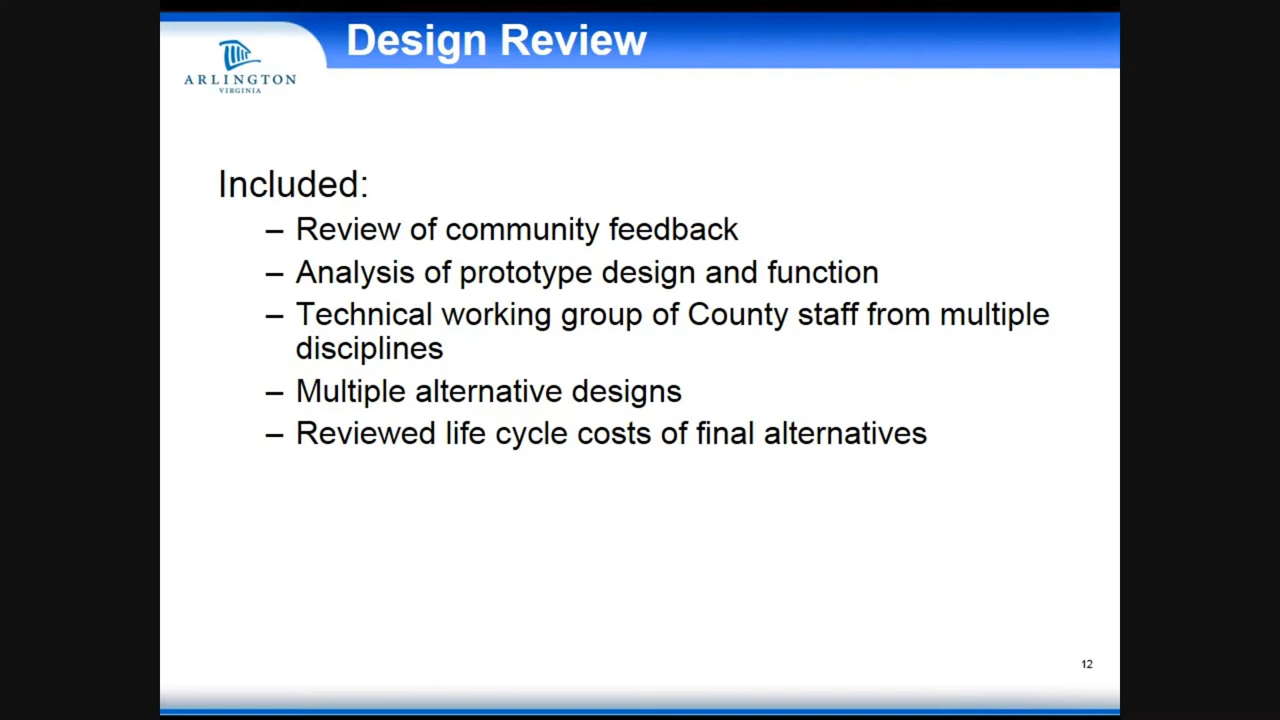 Design Review
ARLINGTON
VIRGINIA
Included:
– Review of community feedback
– Analysis of prototype design and function
– Technical working group of County staff from multiple
disciplines
– Multiple alternative designs
– Reviewed life cycle costs of final alternatives
12